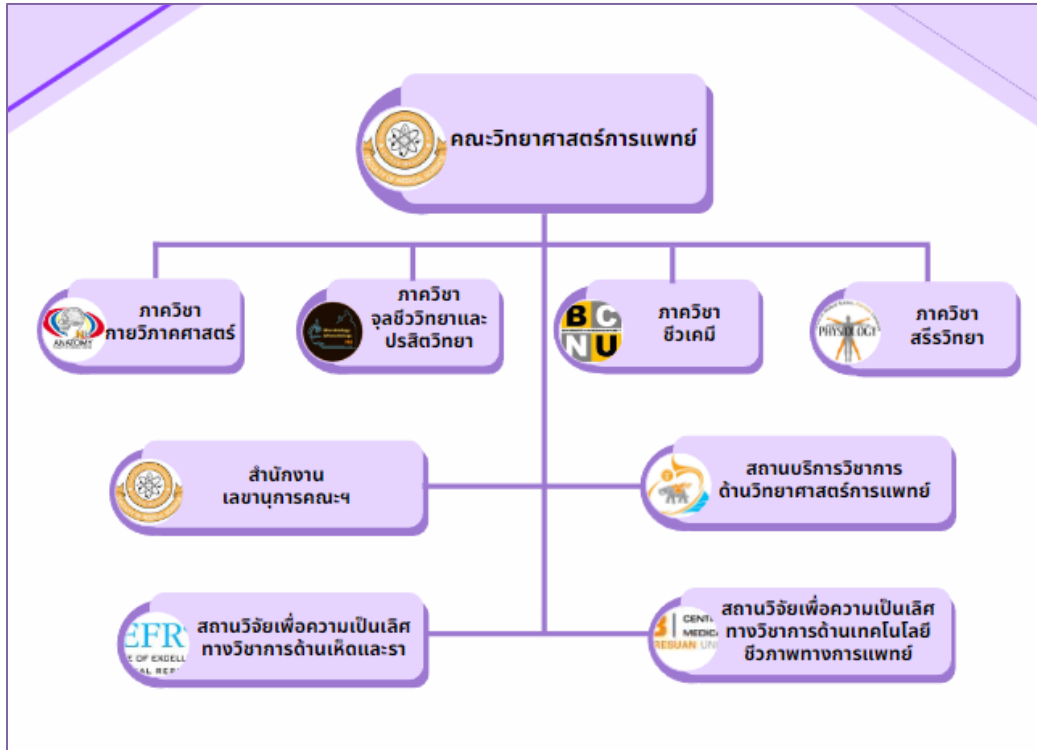 คณะวิทยาศาสตร์การแพทย์
ภาควิชา
กายวิภาคศาสตร์
ANATOMY
ภาควิชา
จุลชีววิทยาและ
ปรสิตวิทยา
BC
NU
ภาควิชา
ชีวเคมี
PHYSIOLOGY
ภาควิชา
สรีรวิทยา
สำนักงาน
เลขานุการคณะฯ
สถานบริการวิชาการ
ด้านวิทยาศาสตร์การแพทย์
EFR
E OF EXCELL
สถานวิจัยเพื่อความเป็นเลิศ
ทางวิชาการด้านเห็ดและรา
CENT
MEDICA
RESUAN UNI
สถานวิจัยเพื่อความเป็นเลิศ
ทางวิชาการด้านเทคโนโลยี
ชีวภาพทางการแพทย์